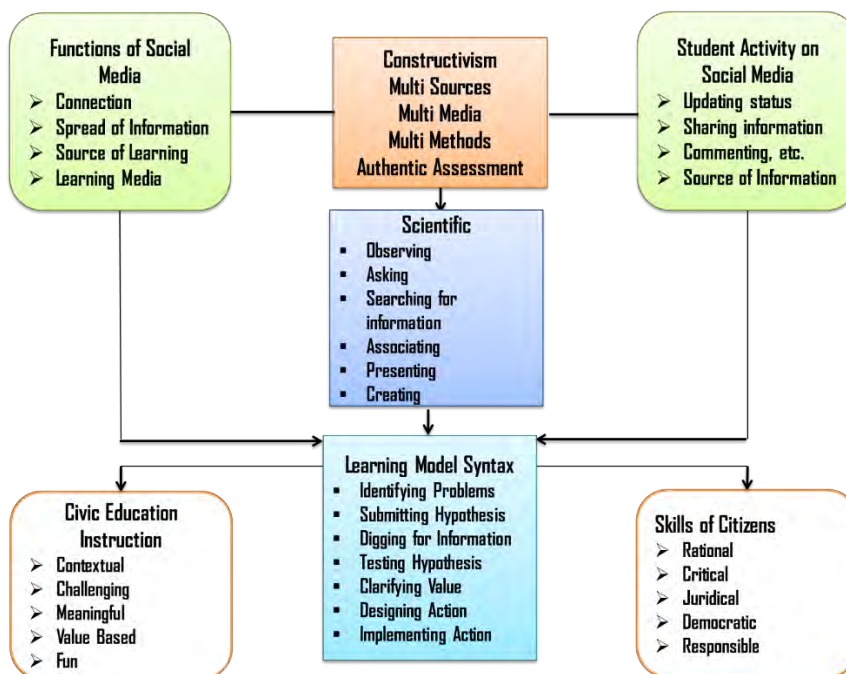 Functions of Social
Media
➢ Connection
➢ Spread of Information
➢ Source of Learning
➢ Learning Media
Constructivism
Multi Sources
Multi Media
Multi Methods
Authentic Assessment
Student Activity on
Social Media
➢ Updating status
➢ Sharing information
➢ Commenting, etc.
➢ Source of Information
Scientific
▪ Observing
▪ Asking
▪ Searching for
information
▪ Associating
▪ Presenting
▪ Creating
Learning Model Syntax
▪ Identifying Problems
▪ Submitting Hypothesis
▪ Digging for Information
▪ Testing Hypothesis
▪ Clarifying Value
▪ Designing Action
▪ Implementing Action
Civic Education
Instruction
➢ Contextual
➢ Challenging
➢ Meaningful
➢ Value Based
➢ Fun
Skills of Citizens
➢ Rational
➢ Critical
➢ Juridical
➢ Democratic
➢ Responsible